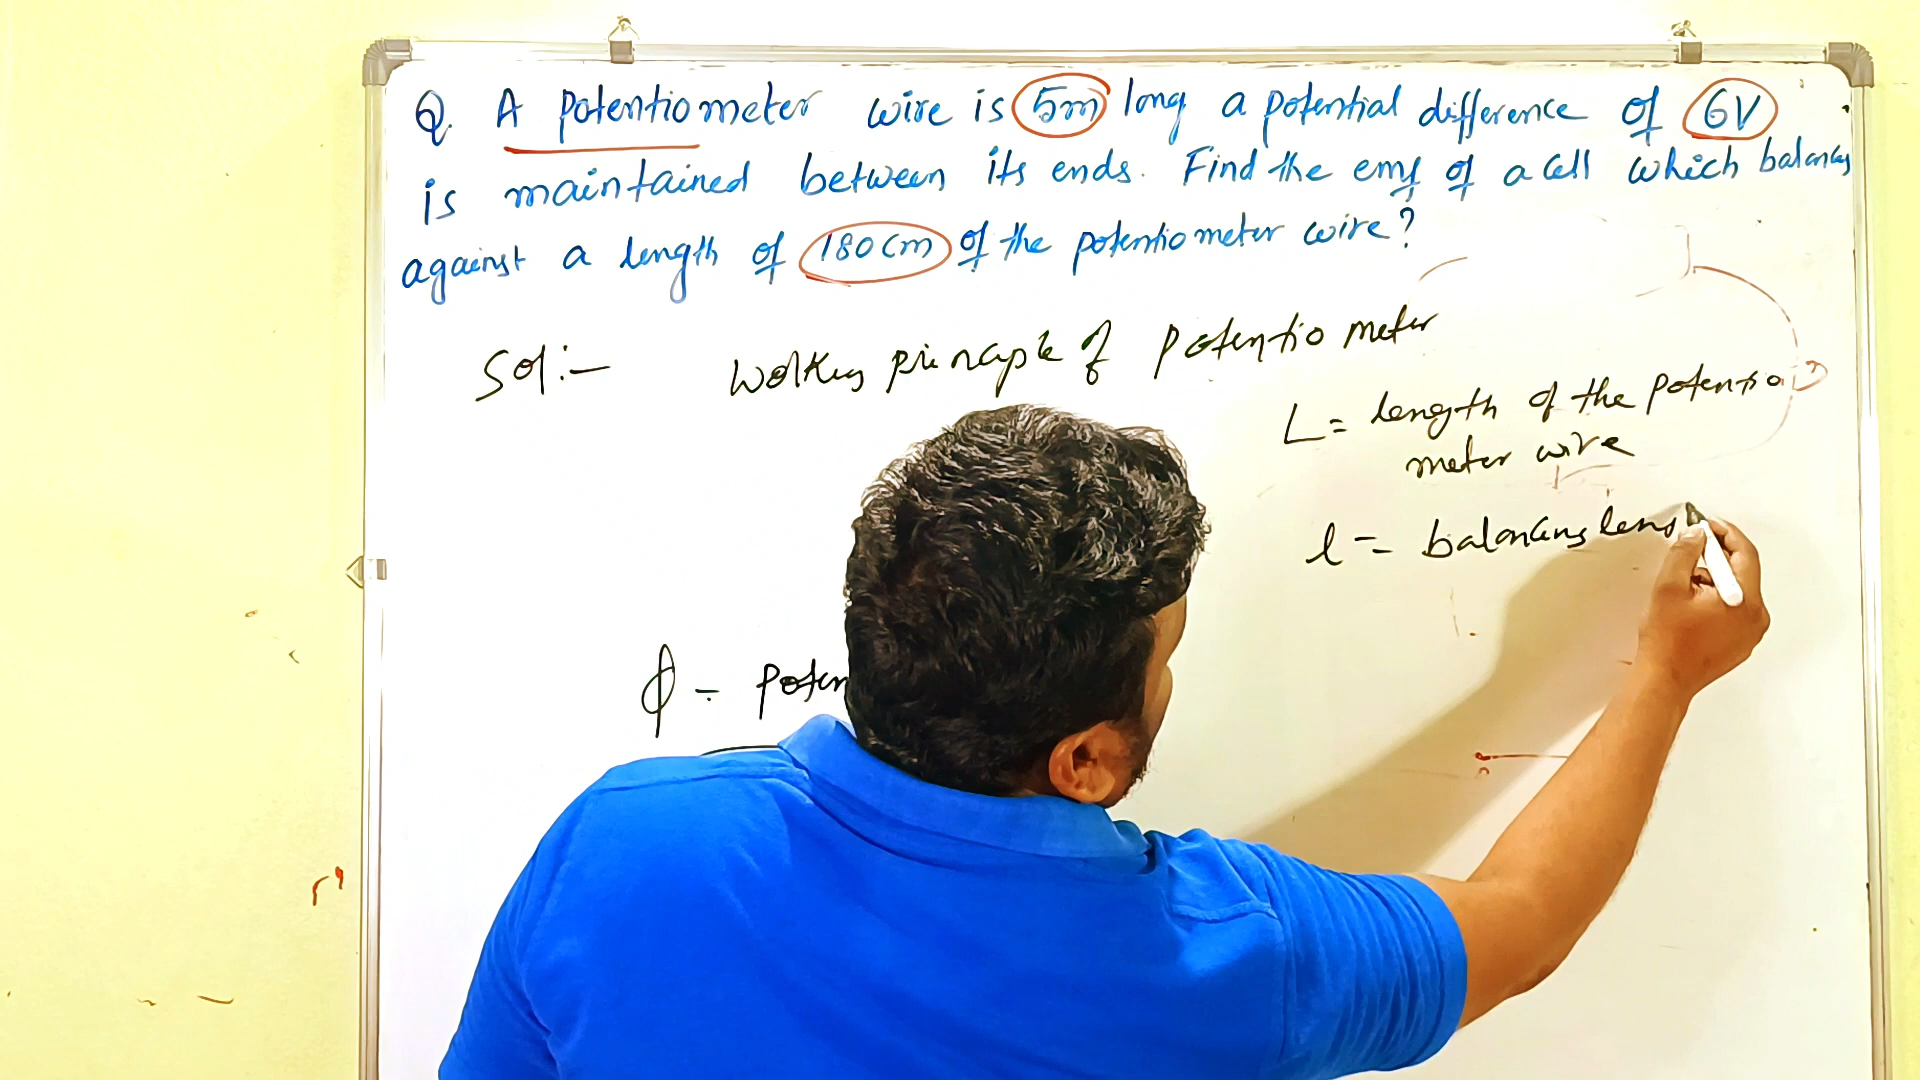 Q. A potentiometer wire is 5m long a potential difference of 6V
is maintained between its ends. Find the emf of a cell which balances
against a length of 180cm of the potentiometer wire?
Sol:- Working principle of potentiometer
L = length of the potentio
meter wire
l = balancing leng
ϕ = poten